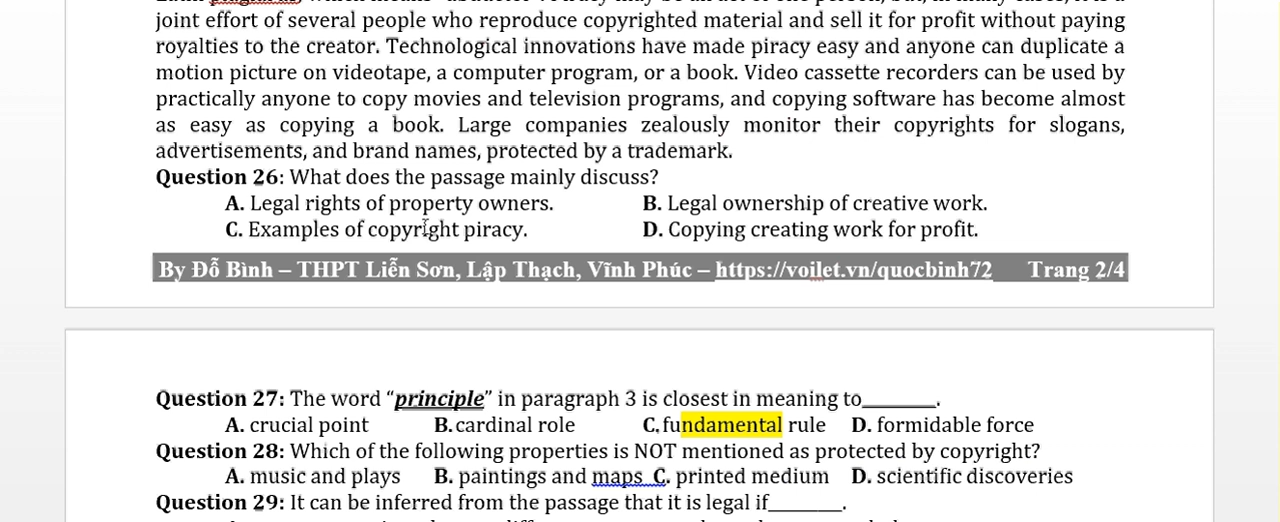 joint effort of several people who reproduce copyrighted material and sell it for profit without paying
royalties to the creator. Technological innovations have made piracy easy and anyone can duplicate a
motion picture on videotape, a computer program, or a book. Video cassette recorders can be used by
practically anyone to copy movies and television programs, and copying software has become almost
as easy as copying a book. Large companies zealously monitor their copyrights for slogans,
advertisements, and brand names, protected by a trademark.
Question 26: What does the passage mainly discuss?
A. Legal rights of property owners. B. Legal ownership of creative work.
C. Examples of copyright piracy. D. Copying creating work for profit.
By Đỗ Bình – THPT Liễn Sơn, Lập Thạch, Vĩnh Phúc – https://voilet.vn/quocbinh72 Trang 2/4
Question 27: The word “principle” in paragraph 3 is closest in meaning to_______.
A. crucial point B. cardinal role C. fundamental rule D. formidable force
Question 28: Which of the following properties is NOT mentioned as protected by copyright?
A. music and plays B. paintings and maps C. printed medium D. scientific discoveries
Question 29: It can be inferred from the passage that it is legal if_______.